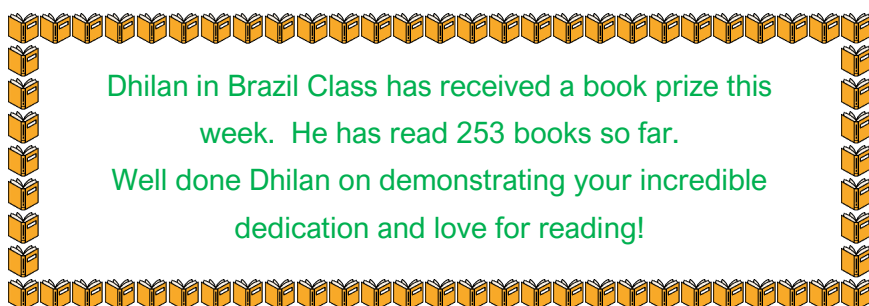 Dhilan in Brazil Class has received a book prize this
week.  He has read 253 books so far.
Well done Dhilan on demonstrating your incredible
dedication and love for reading!